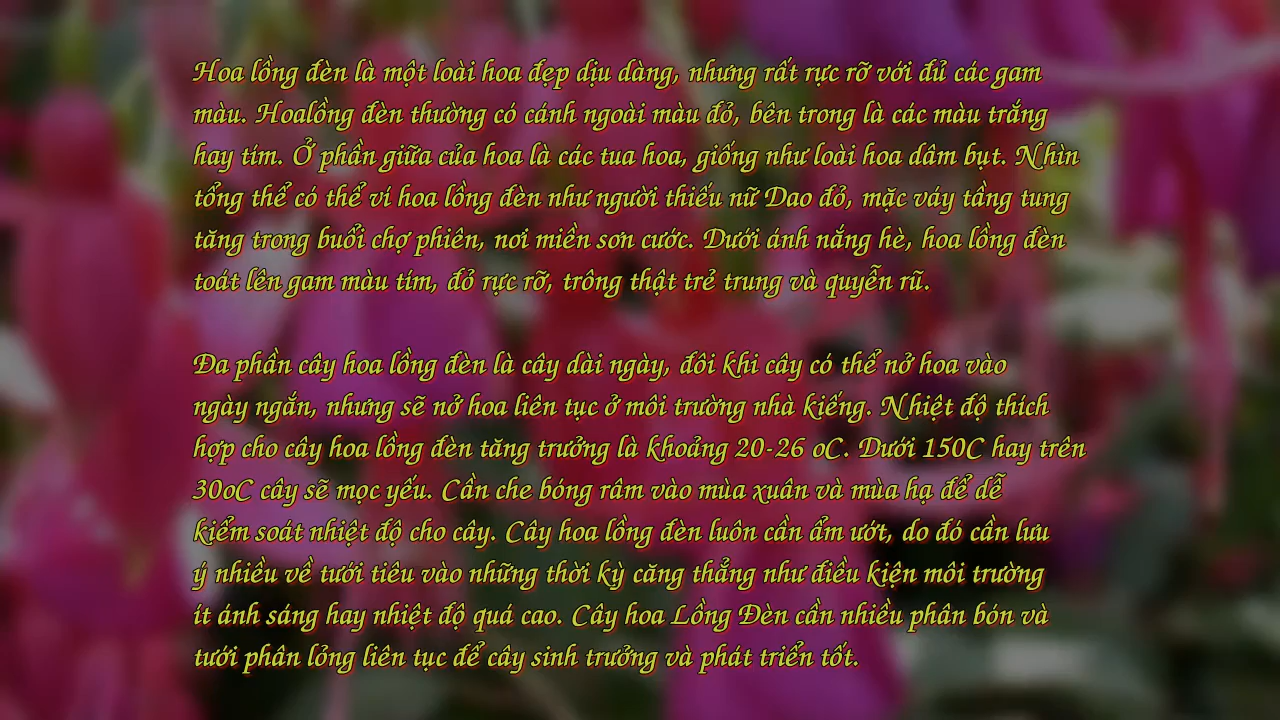 Hoa lồng đèn là một loài hoa đẹp dịu dàng, nhưng rất rực rỡ với đủ các gam
màu. Hoalồng đèn thường có cánh ngoài màu đỏ, bên trong là các màu trắng
hay tím. Ở phần giữa của hoa là các tua hoa, giống như loài hoa dâm bụt. Nhìn
tổng thể có thể ví hoa lồng đèn như người thiếu nữ Dao đỏ, mặc váy tầng tung
tăng trong buổi chợ phiên, nơi miền sơn cước. Dưới ánh nắng hè, hoa lồng đèn
toát lên gam màu tím, đỏ rực rỡ, trông thật trẻ trung và quyễn rũ.
Đa phần cây hoa lồng đèn là cây dài ngày, đôi khi cây có thể nở hoa vào
ngày ngắn, nhưng sẽ nở hoa liên tục ở môi trường nhà kiếng. Nhiệt độ thích
hợp cho cây hoa lồng đèn tăng trưởng là khoảng 20-26 oC. Dưới 150C hay trên
30oC cây sẽ mọc yếu. Cần che bóng râm vào mùa xuân và mùa hạ để dễ
kiểm soát nhiệt độ cho cây. Cây hoa lồng đèn luôn cần ẩm ướt, do đó cần lưu
ý nhiều về tưới tiêu vào những thời kỳ căng thẳng như điều kiện môi trường
ít ánh sáng hay nhiệt độ quá cao. Cây hoa Lồng Đèn cần nhiều phân bón và
tưới phân lỏng liên tục để cây sinh trưởng và phát triển tốt.